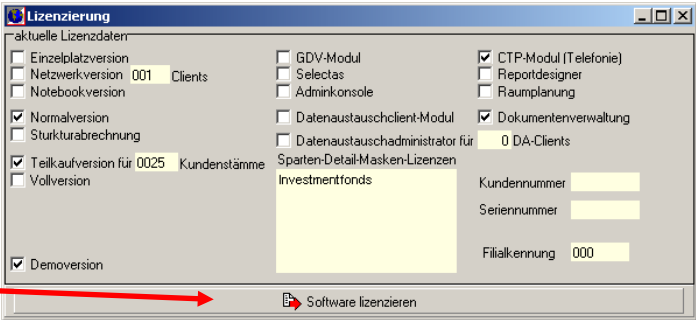 Lizenzierung
aktuelle Lizenzdaten
Einzelplatzversion
Netzwerkversion 001 Clients
Notebookversion
Normalversion
Sturkturabrechnung
Teilkaufversion für 0025 Kundenstämme
Vollversion
Demoversion
GDV-Modul
Selectas
Adminkonsole
Datenaustauschclient-Modul
Datenaustauschadministrator für 0 DA-Clients
Sparten-Detail-Masken-Lizenzen
Investmentfonds
CTP-Modul (Telefonie)
Reportdesigner
Raumplanung
Dokumentenverwaltung
Kundennummer
Seriennummer
Filialkennung 000
Software lizenzieren